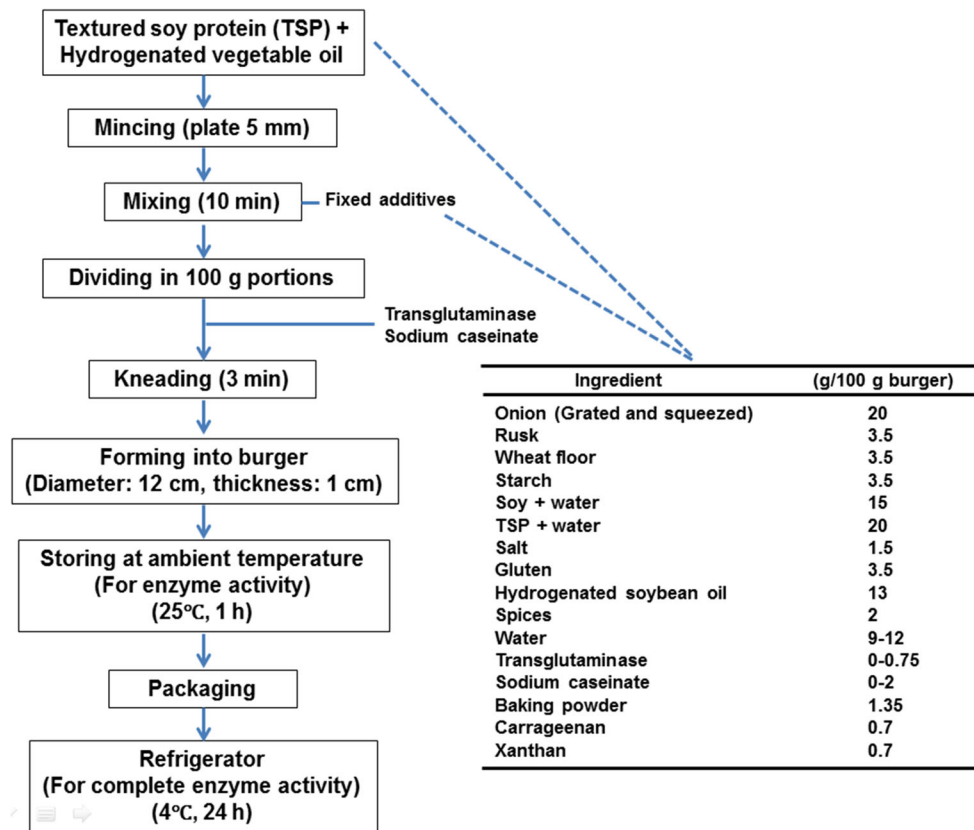 Textured soy protein (TSP) +
Hydrogenated vegetable oil
Mincing (plate 5 mm)
Mixing (10 min)
Fixed additives
Dividing in 100 g portions
Transglutaminase
Sodium caseinate
Kneading (3 min)
Forming into burger
(Diameter: 12 cm, thickness: 1 cm)
Storing at ambient temperature
(For enzyme activity)
(25℃, 1 h)
Packaging
Refrigerator
(For complete enzyme activity)
(4℃, 24 h)
Ingredient (g/100 g burger)
Onion (Grated and squeezed) 20
Rusk 3.5
Wheat floor 3.5
Starch 3.5
Soy + water 15
TSP + water 20
Salt 1.5
Gluten 3.5
Hydrogenated soybean oil 13
Spices 2
Water 9-12
Transglutaminase 0-0.75
Sodium caseinate 0-2
Baking powder 1.35
Carrageenan 0.7
Xanthan 0.7